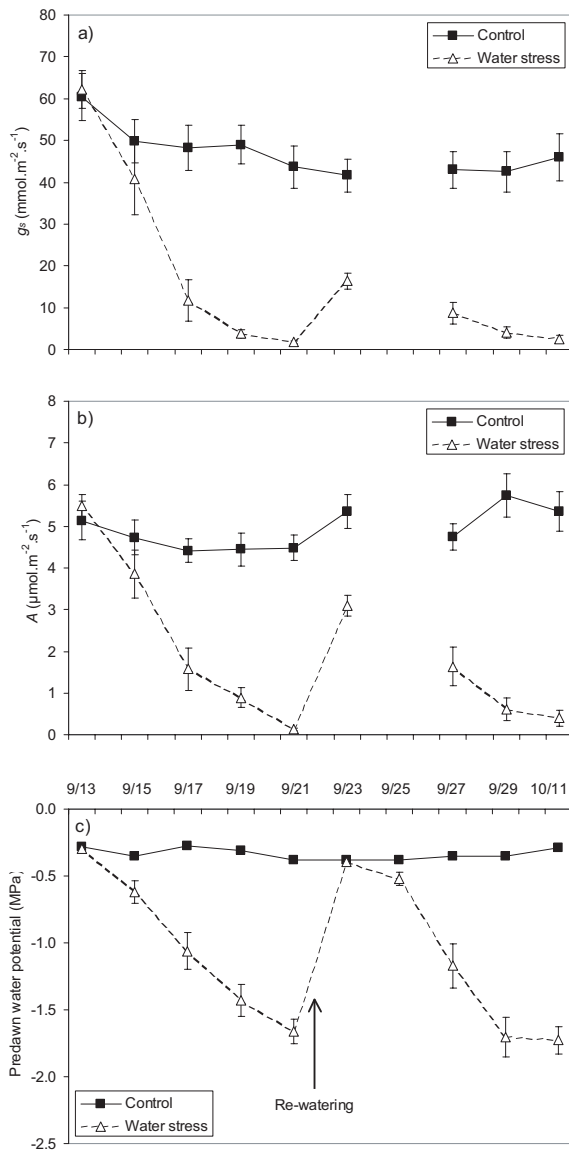 a)
Control
Water stress
80
70
60
50
40
30
20
10
0
gs (mmol.m-2.s-1)
b)
Control
Water stress
8
7
6
5
4
3
2
1
0
A (µmol.m-2.s-1)
9/13 9/15 9/17 9/19 9/21 9/23 9/25 9/27 9/29 10/11
c)
0.0
-0.5
-1.0
-1.5
-2.0
-2.5
Predawn water potential (MPa)
Re-watering
Control
Water stress